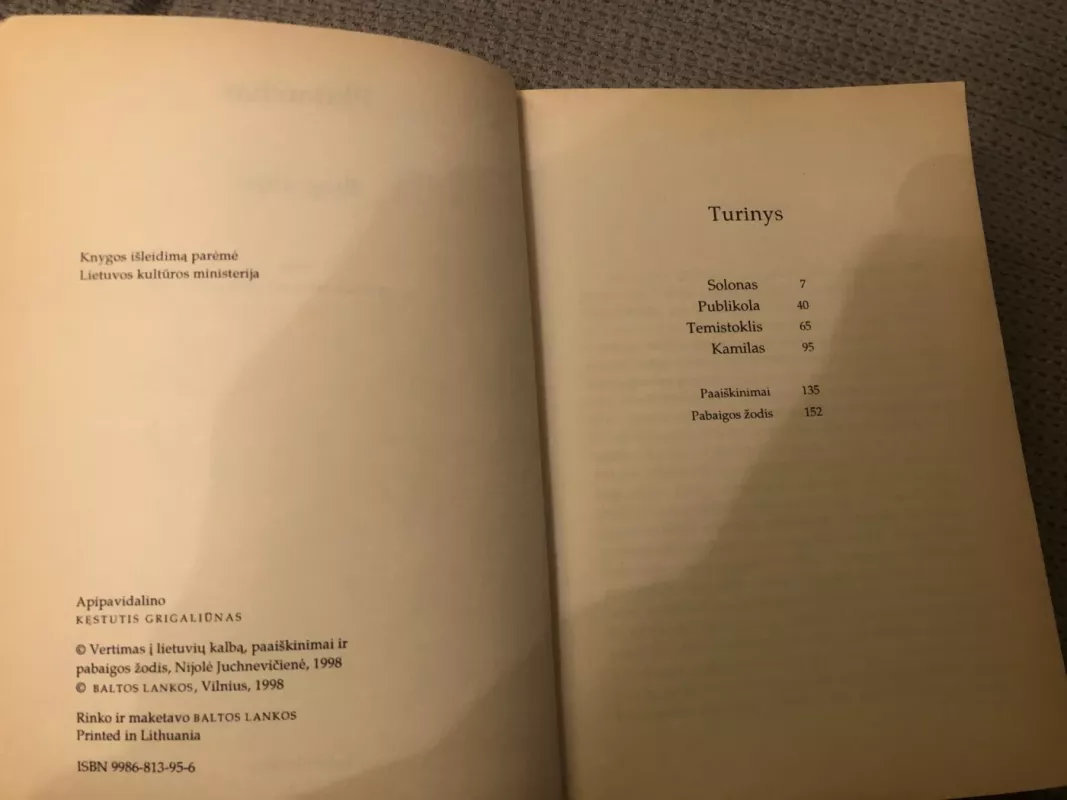 Knygos išleidimą parėmė
Lietuvos kultūros ministerija
Apipavidalino
KĘSTUTIS GRIGALIŪNAS
© Vertimas į lietuvių kalbą, paaiškinimai ir
pabaigos žodis, Nijolė Juchnevičienė, 1998
© BALTOS LANKOS, Vilnius, 1998
Rinko ir maketavo BALTOS LANKOS
Printed in Lithuania
ISBN 9986-813-95-6
Turinys
Solonas 7
Publikola 40
Temistoklis 65
Kamilas 95
Paaiškinimai 135
Pabaigos žodis 152